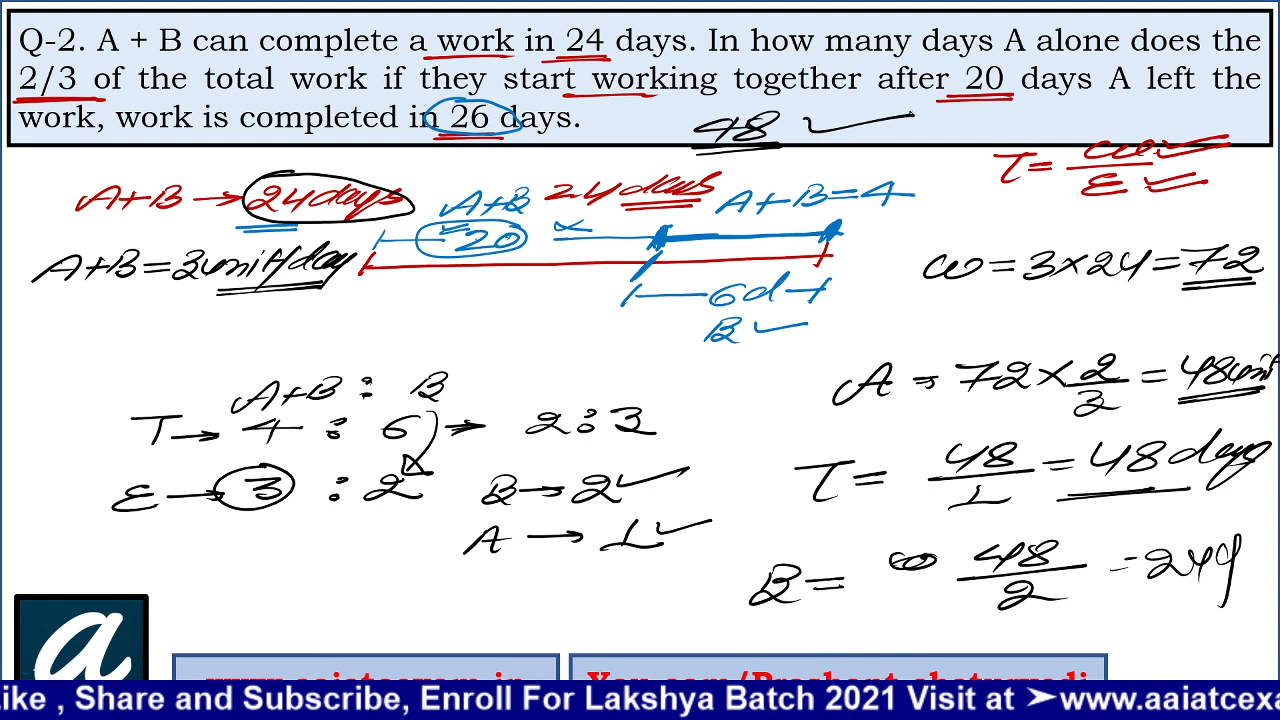 Q-2. A + B can complete a work in 24 days. In how many days A alone does the
2/3 of the total work if they start working together after 20 days A left the
work, work is completed in 26 days.
48
T = w/E
A+B → 24 days
A+B 24 days A+B = 4
20
A+B = 3 unit/day
w = 3×24 = 72
6d
B
A = 72 × 2/3 = 48 unit
A+B : B
T → 4 : 6 → 2:3
T = 48/1 = 48 days
E → 3 : 2 B → 2
A → 1
B = 48/2 = 24
a
Like , Share and Subscribe, Enroll For Lakshya Batch 2021 Visit at ➤www.aaiatcexa